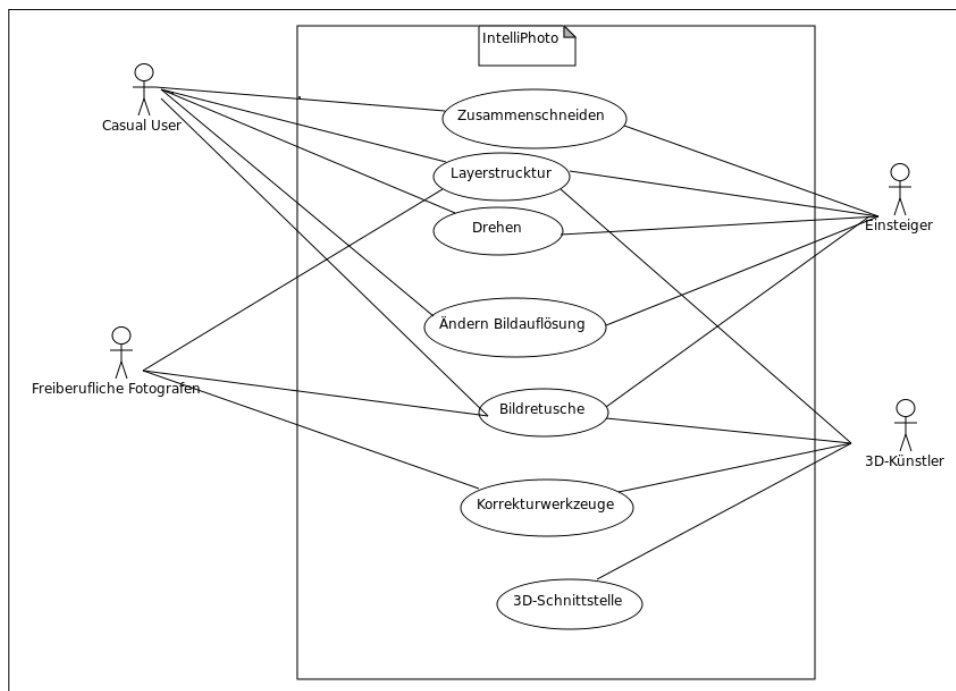 IntelliPhoto
Casual User
Zusammenschneiden
Layerstrucktur
Drehen
Einsteiger
Ändern Bildauflösung
Freiberufliche Fotografen
Bildretusche
3D-Künstler
Korrekturwerkzeuge
3D-Schnittstelle